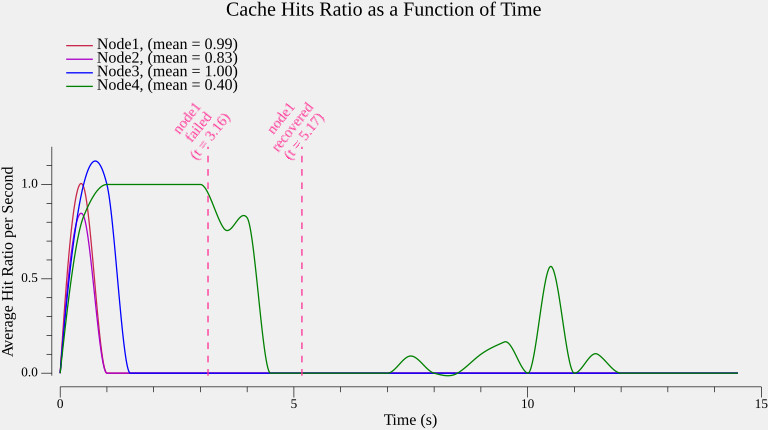 Cache Hits Ratio as a Function of Time
Node1, (mean = 0.99)
Node2, (mean = 0.83)
Node3, (mean = 1.00)
Node4, (mean = 0.40)
node1
failed
(t = 3.16)
node1
recovered
(t = 5.17)
Average Hit Ratio per Second
1.0
0.5
0.0
0
5
10
15
Time (s)